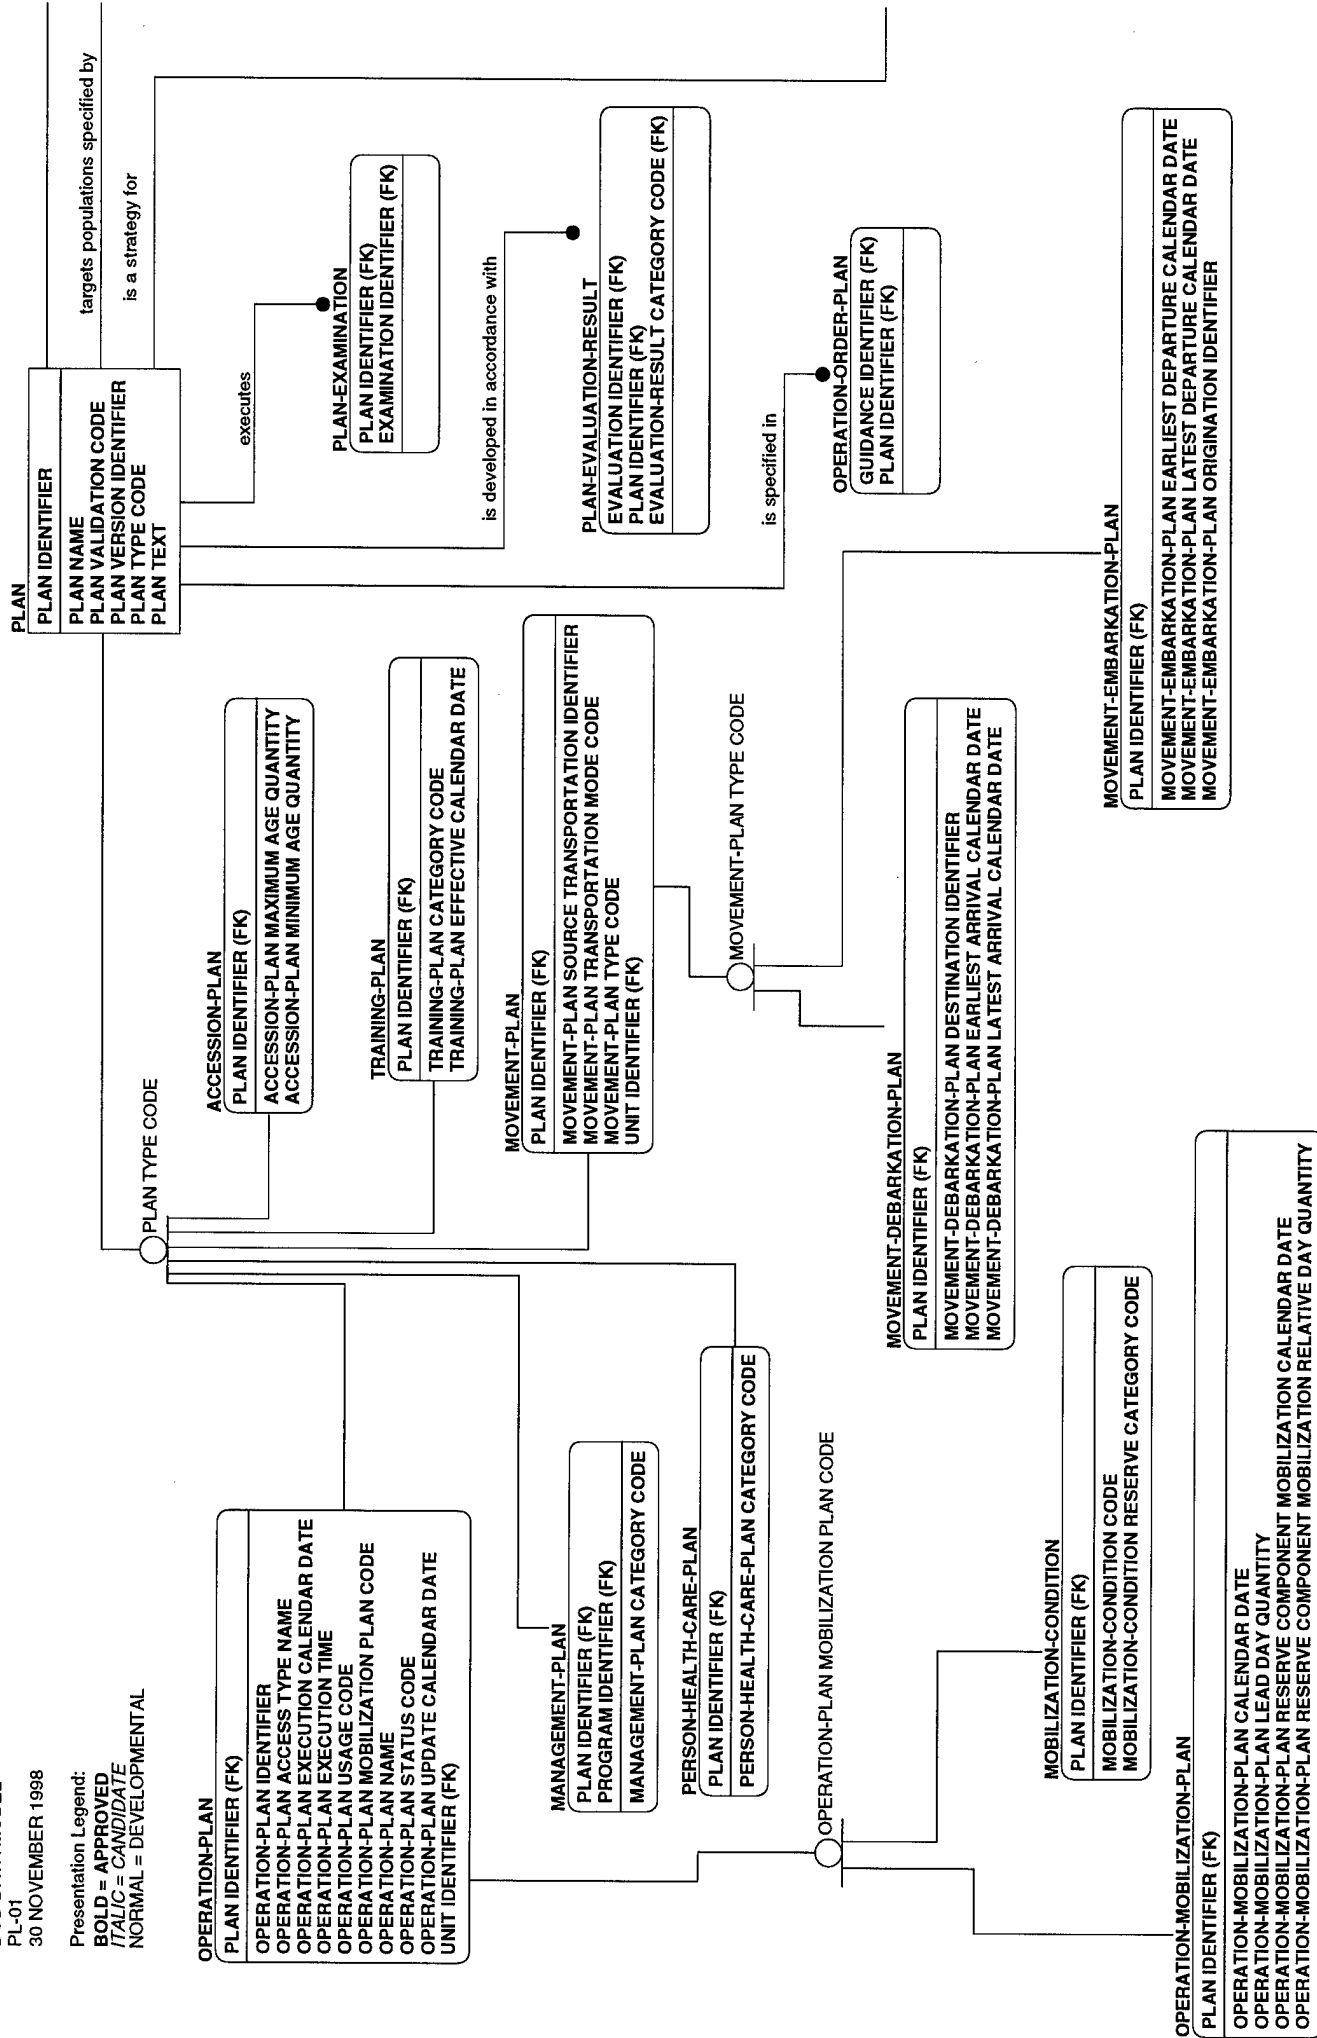 PL-01
30 NOVEMBER 1998
Presentation Legend:
BOLD = APPROVED
ITALIC = CANDIDATE
NORMAL = DEVELOPMENTAL
PLAN
PLAN IDENTIFIER
PLAN NAME
PLAN VALIDATION CODE
PLAN VERSION IDENTIFIER
PLAN TYPE CODE
PLAN TEXT
targets populations specified by
is a strategy for
executes
PLAN-EXAMINATION
PLAN IDENTIFIER (FK)
EXAMINATION IDENTIFIER (FK)
is developed in accordance with
PLAN-EVALUATION-RESULT
EVALUATION IDENTIFIER (FK)
PLAN IDENTIFIER (FK)
EVALUATION-RESULT CATEGORY CODE (FK)
is specified in
OPERATION-ORDER-PLAN
GUIDANCE IDENTIFIER (FK)
PLAN IDENTIFIER (FK)
PLAN TYPE CODE
ACCESSION-PLAN
PLAN IDENTIFIER (FK)
ACCESSION-PLAN MAXIMUM AGE QUANTITY
ACCESSION-PLAN MINIMUM AGE QUANTITY
TRAINING-PLAN
PLAN IDENTIFIER (FK)
TRAINING-PLAN CATEGORY CODE
TRAINING-PLAN EFFECTIVE CALENDAR DATE
MOVEMENT-PLAN
PLAN IDENTIFIER (FK)
MOVEMENT-PLAN SOURCE TRANSPORTATION IDENTIFIER
MOVEMENT-PLAN TRANSPORTATION MODE CODE
MOVEMENT-PLAN TYPE CODE
UNIT IDENTIFIER (FK)
MOVEMENT-PLAN TYPE CODE
MOVEMENT-DEBARKATION-PLAN
PLAN IDENTIFIER (FK)
MOVEMENT-DEBARKATION-PLAN DESTINATION IDENTIFIER
MOVEMENT-DEBARKATION-PLAN EARLIEST ARRIVAL CALENDAR DATE
MOVEMENT-DEBARKATION-PLAN LATEST ARRIVAL CALENDAR DATE
MOVEMENT-EMBARKATION-PLAN
PLAN IDENTIFIER (FK)
MOVEMENT-EMBARKATION-PLAN EARLIEST DEPARTURE CALENDAR DATE
MOVEMENT-EMBARKATION-PLAN LATEST DEPARTURE CALENDAR DATE
MOVEMENT-EMBARKATION-PLAN ORIGINATION IDENTIFIER
OPERATION-PLAN
PLAN IDENTIFIER (FK)
OPERATION-PLAN IDENTIFIER
OPERATION-PLAN ACCESS TYPE NAME
OPERATION-PLAN EXECUTION CALENDAR DATE
OPERATION-PLAN EXECUTION TIME
OPERATION-PLAN USAGE CODE
OPERATION-PLAN MOBILIZATION PLAN CODE
OPERATION-PLAN NAME
OPERATION-PLAN STATUS CODE
OPERATION-PLAN UPDATE CALENDAR DATE
UNIT IDENTIFIER (FK)
MANAGEMENT-PLAN
PLAN IDENTIFIER (FK)
PROGRAM IDENTIFIER (FK)
MANAGEMENT-PLAN CATEGORY CODE
PERSON-HEALTH-CARE-PLAN
PLAN IDENTIFIER (FK)
PERSON-HEALTH-CARE-PLAN CATEGORY CODE
OPERATION-PLAN MOBILIZATION PLAN CODE
MOBILIZATION-CONDITION
PLAN IDENTIFIER (FK)
MOBILIZATION-CONDITION CODE
MOBILIZATION-CONDITION RESERVE CATEGORY CODE
OPERATION-MOBILIZATION-PLAN
PLAN IDENTIFIER (FK)
OPERATION-MOBILIZATION-PLAN CALENDAR DATE
OPERATION-MOBILIZATION-PLAN LEAD DAY QUANTITY
OPERATION-MOBILIZATION-PLAN RESERVE COMPONENT MOBILIZATION CALENDAR DATE
OPERATION-MOBILIZATION-PLAN RESERVE COMPONENT MOBILIZATION RELATIVE DAY QUANTITY